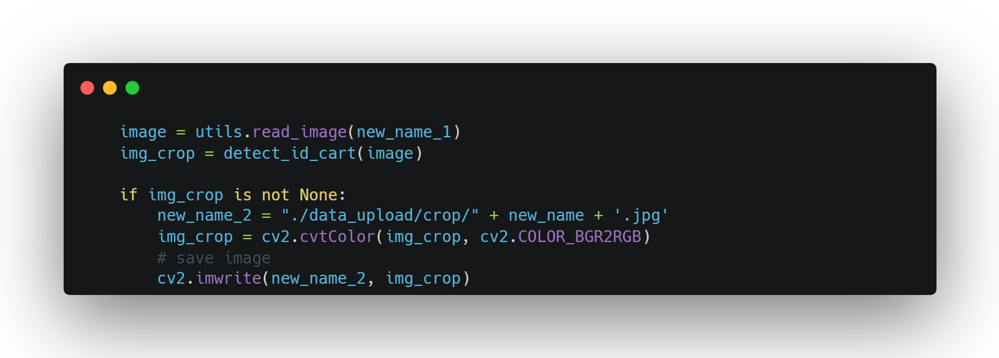 image = utils.read_image(new_name_1)
img_crop = detect_id_cart(image)
if img_crop is not None:
    new_name_2 = "./data_upload/crop/" + new_name + '.jpg'
    img_crop = cv2.cvtColor(img_crop, cv2.COLOR_BGR2RGB)
    # save image
    cv2.imwrite(new_name_2, img_crop)